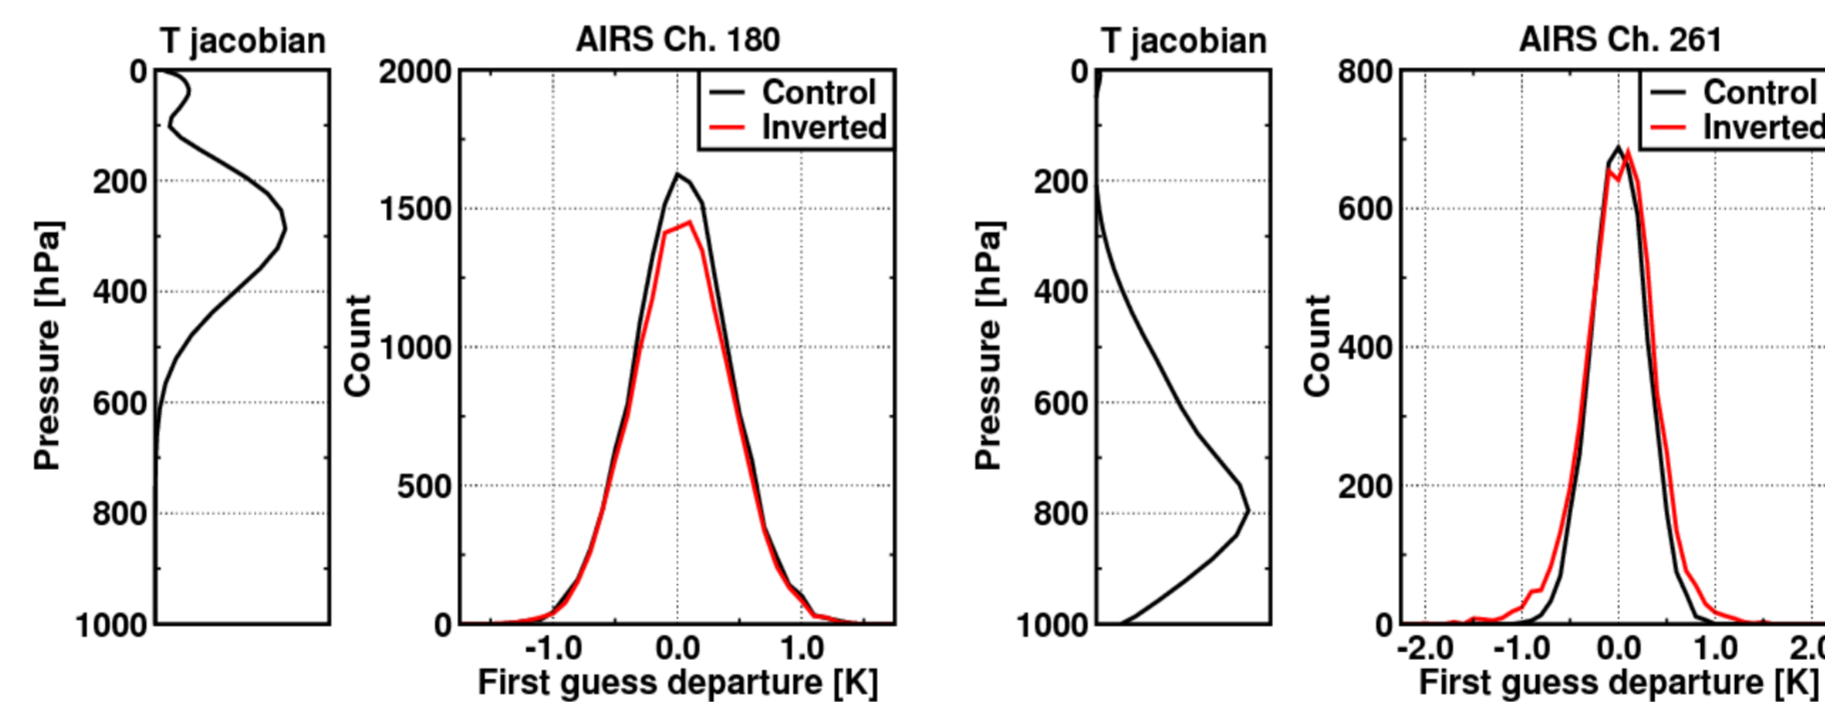 T jacobian
0
200
400
600
800
1000
Pressure [hPa]
AIRS Ch. 180
2000
1500
1000
500
0
Count
Control
Inverted
-1.0 0.0 1.0
First guess departure [K]
T jacobian
0
200
400
600
800
1000
Pressure [hPa]
AIRS Ch. 261
800
600
400
200
0
Count
Control
Inverted
-2.0 -1.0 0.0 1.0 2.0
First guess departure [K]